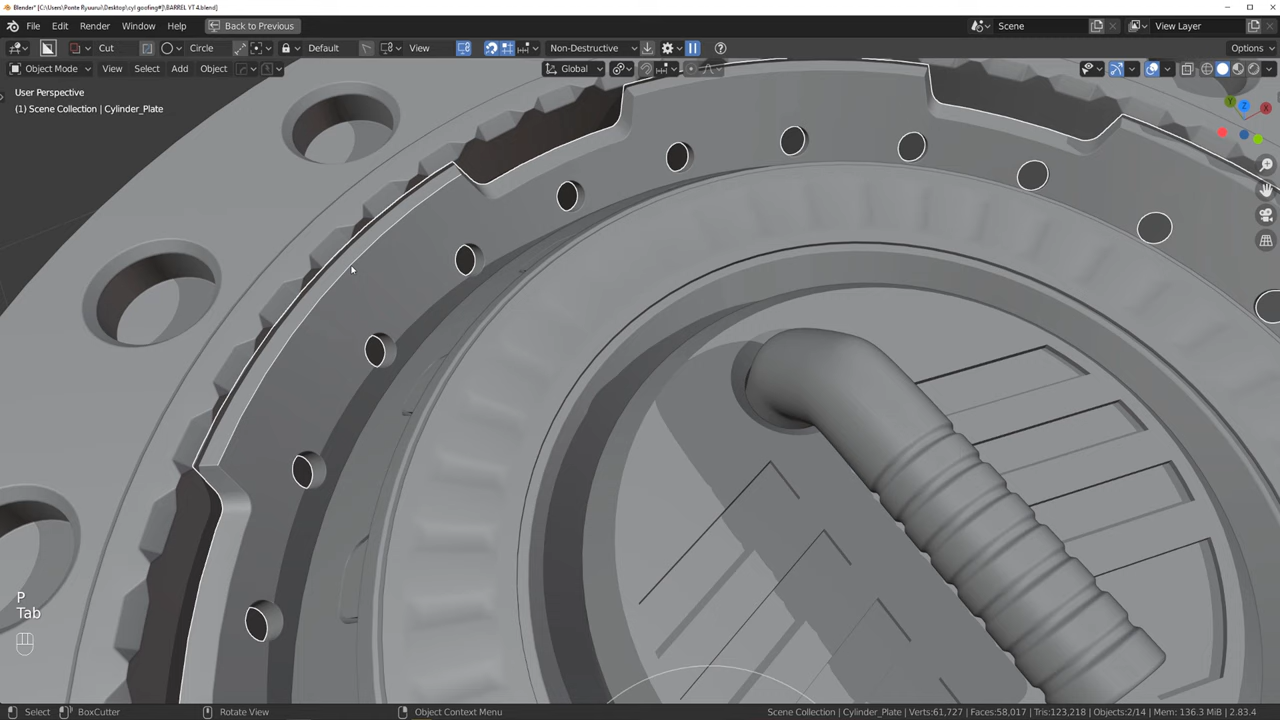 Blender* [C:\Users\Ponte Ryuurui\Desktop\cyl goofing#]\BARREL YT 4.blend]
File Edit Render Window Help Back to Previous Scene View Layer
Cut Circle Default View Non-Destructive Options
Object Mode View Select Add Object Global
User Perspective
(1) Scene Collection | Cylinder_Plate
Y Z X
P
Tab
Select BoxCutter Rotate View Object Context Menu Scene Collection | Cylinder_Plate | Verts:61,727 | Faces:58,017 | Tris:123,218 | Objects:2/14 | Mem: 136.3 MiB | 2.83.4